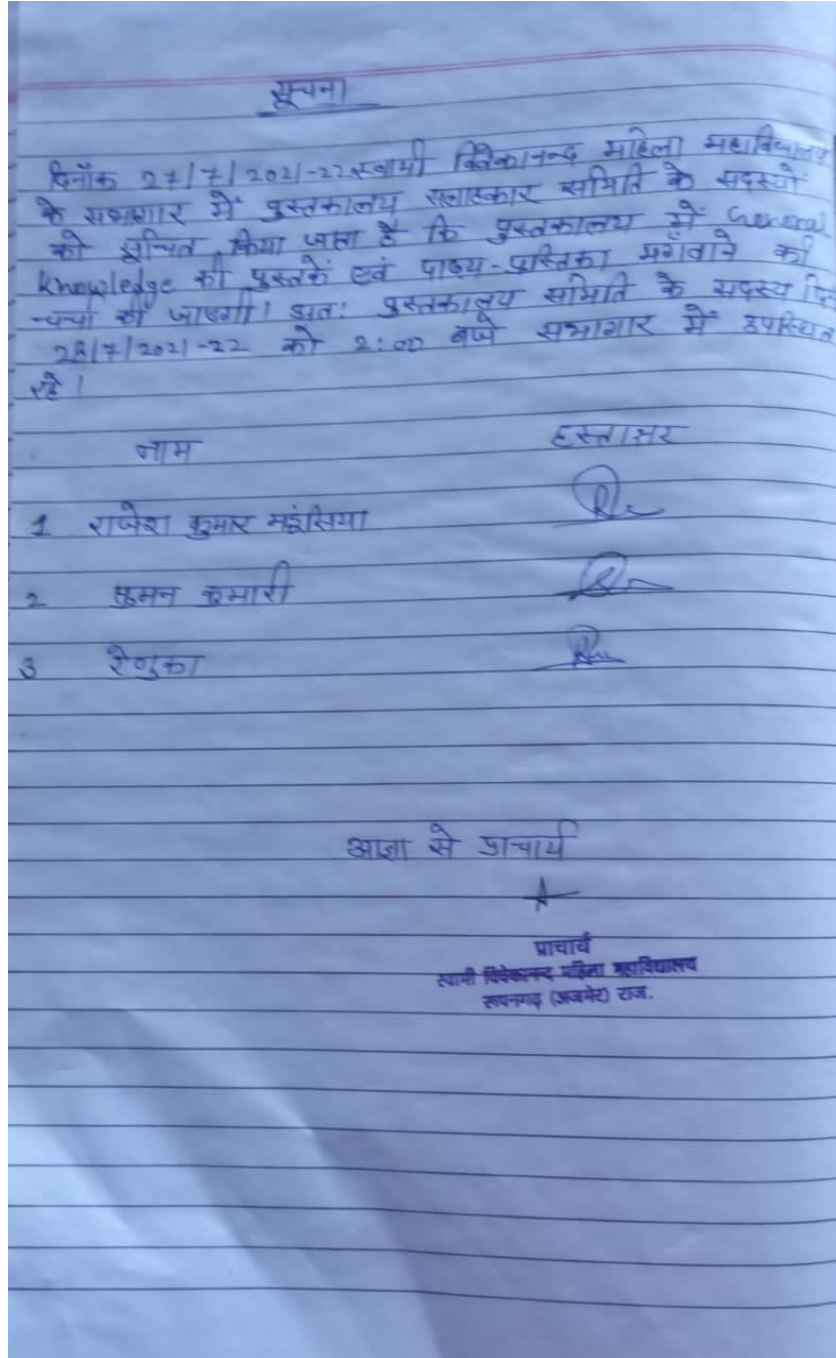 सूचना
दिनाँक 27/7/2021-22 स्वामी विवेकानन्द महिला महाविद्यालय
के सभागार में पुस्तकालय सलाहकार समिति के सदस्यों
को सूचित किया जाता है कि पुस्तकालय में General
Knowledge की पुस्तकें एवं पाठ्य-पुस्तिका मगँवाने की
चर्चा की जाएगी। अतः पुस्तकालय समिति के सदस्य दि
28/7/2021-22 को 2:00 बजे सभागार में उपस्थित
रहे।
नाम हस्ताक्षर
1 राजेश कुमार
2 सुमन कुमारी
3 रेणुका
आज्ञा से प्राचार्य
प्राचार्य
स्वामी विवेकानन्द महिला महाविद्यालय
रूपनगढ़ (अजमेर) राज.